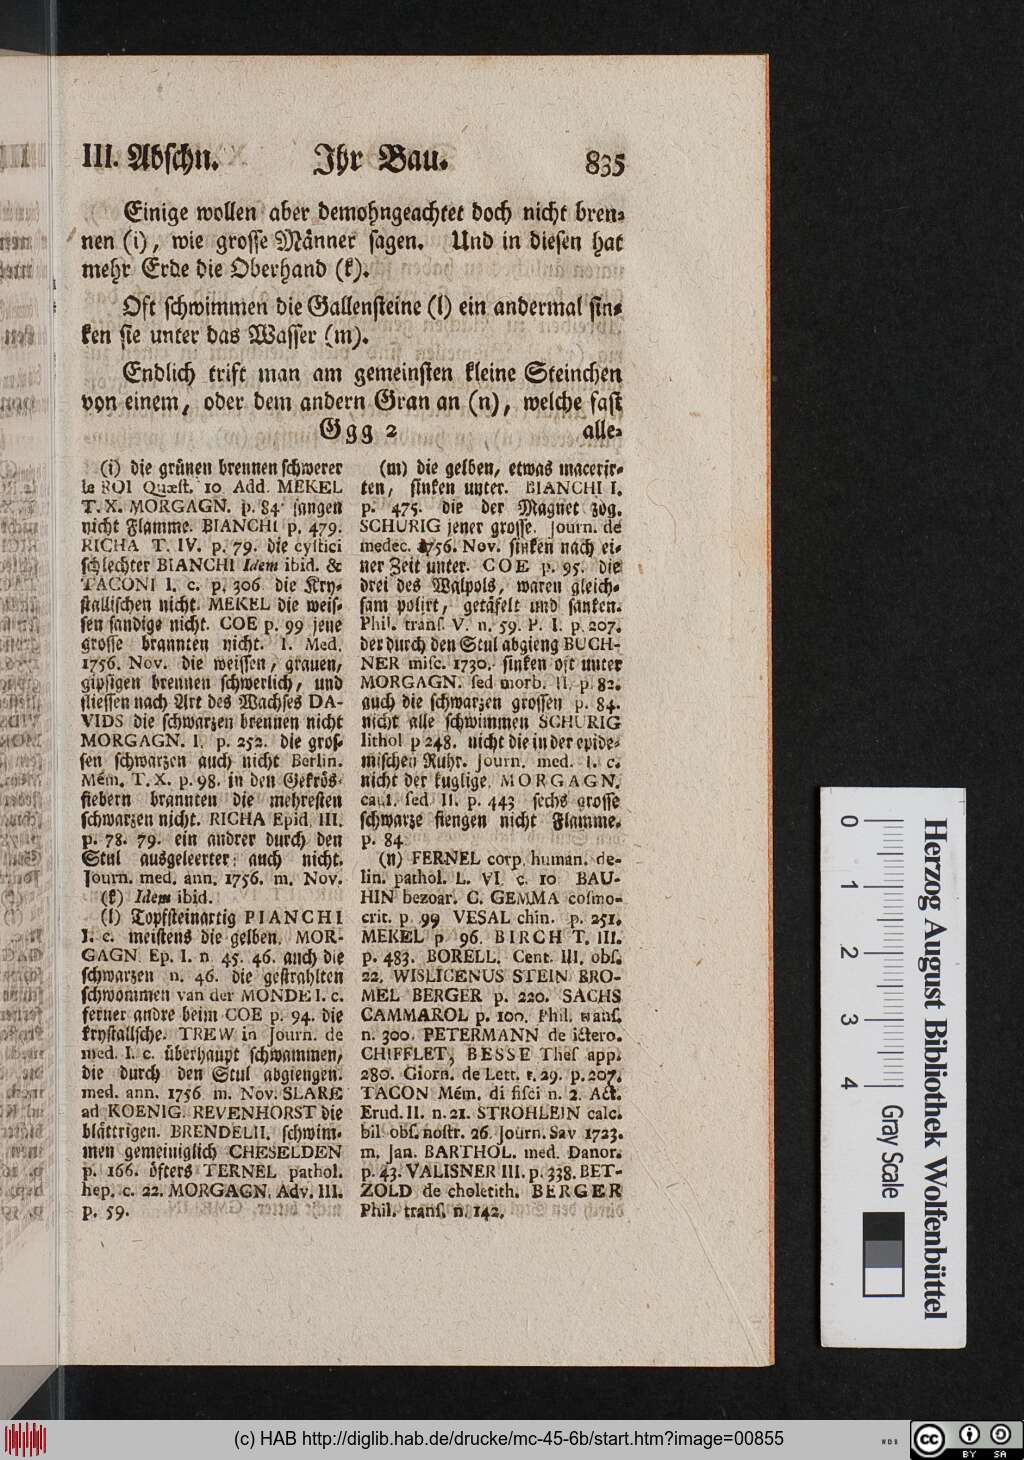 III. Abschn. Ihr Bau. 835
Einige wollen aber demohngeachtet doch nicht bren-
nen (i), wie grosse Männer sagen. Und in diesen hat
mehr Erde die Oberhand (k).
Oft schwimmen die Gallensteine (l) ein andermal sin-
ken sie unter das Wasser (m).
Endlich trift man am gemeinsten kleine Steinchen
von einem, oder dem andern Gran an (n), welche fast
Ggg 2 alle-
(i) die grünen brennen schwerer
le ROI Quæst. 10 Add. MEKEL
T. X. MORGAGN. p. 84 fangen
nicht Flamme. BIANCHI p. 479.
RICHA T. IV. p. 79. die cystici
schlechter BIANCHI Idem ibid. &
TACONI l. c. p. 306 die Kry-
stallischen nicht. MEKEL die weis-
sen sandige nicht. COE p. 99 jene
grosse brannten nicht. I. Med.
1756. Nov. die weissen, grauen,
gipsigen brennen schwerlich, und
fliessen nach Art des Wachses DA-
VIDS die schwarzen brennen nicht
MORGAGN. I. p. 252. die gros-
sen schwarzen auch nicht Berlin.
Mém. T. X. p. 98. in den Gekrös-
fiebern brannten die mehresten
schwarzen nicht. RICHA Epid. III.
p. 78. 79. ein andrer durch den
Stul ausgeleerter; auch nicht.
Journ. med. ann. 1756. m. Nov.
(k) Idem ibid.
(l) Topfsteinartig PIANCHI
I. c. meistens die gelben. MOR-
GAGN. Ep. I. n. 45. 46. auch die
schwarzen n. 46. die gestrahlten
schwommen van der MONDE I. c.
ferner andre beim COE p. 94. die
krystallische. TREW in Journ. de
med. I. c. überhaupt schwammen,
die durch den Stul abgiengen.
med. ann. 1756 m. Nov. SLARE
ad KOENIG. REVENHORST die
blättrigen. BRENDELII. schwim-
men gemeiniglich CHESELDEN
p. 166. öfters TERNEL pathol.
hep. c. 22. MORGAGN. Adv. III.
p. 59.
(m) die gelben, etwas macerir-
ten, sinken unter. BIANCHI I.
p. 475. die der Magnet zog.
SCHURIG jener grosse. Journ. de
medec. 1756. Nov. sinken nach ei-
ner Zeit unter. COE p. 95. die
drei des Walpols, waren gleich-
sam polirt, getäfelt und sanken.
Phil. trans. V. n. 59. P. I. p. 207.
der durch den Stul abgieng BUCH-
NER misc. 1730. sinken oft unter
MORGAGN. sed morb. II. p. 82.
auch die schwarzen grossen p. 84.
nicht alle schwimmen SCHURIG
lithol p 248. nicht die in der epide-
mischen Ruhr. Journ. med. l. c.
nicht der kuglige. MORGAGN.
caus. sed. II. p. 443 sechs grosse
schwarze fiengen nicht Flamme.
p. 84
(n) FERNEL corp. human. de-
lin. pathol. L. VI. c. 10 BAU-
HIN bezoar. C. GEMMA cosmo-
crit. p 99 VESAL chin. p. 251.
MEKEL p 96. BIRCH T. III.
p. 483. BORELL. Cent. III. obs.
22. WISLICENUS STEIN BRO-
MEL BERGER p. 220. SACHS
GAMMAROL p. 100. Phil. trans.
n. 300. PETERMANN de ictero.
CHIFFLET, BESSE Thes app.
280. Giorn. de Lett. t. 29. p. 207.
TACON Mém. di fisci n. 2. Act.
Erud. II. n. 21. STROHLEIN calc.
bil obs. nostr. 26. Journ. Sav 1723.
m. Jan. BARTHOL. med. Danor.
p. 43. VALISNER III. p. 338. BET-
ZOLD de choletith. BERGER
Phil. trans. n. 142.
Herzog August Bibliothek Wolfenbüttel
0 1 2 3 4 Gray Scale
(c) HAB http://diglib.hab.de/drucke/mc-45-6b/start.htm?image=00855
cc BY SA